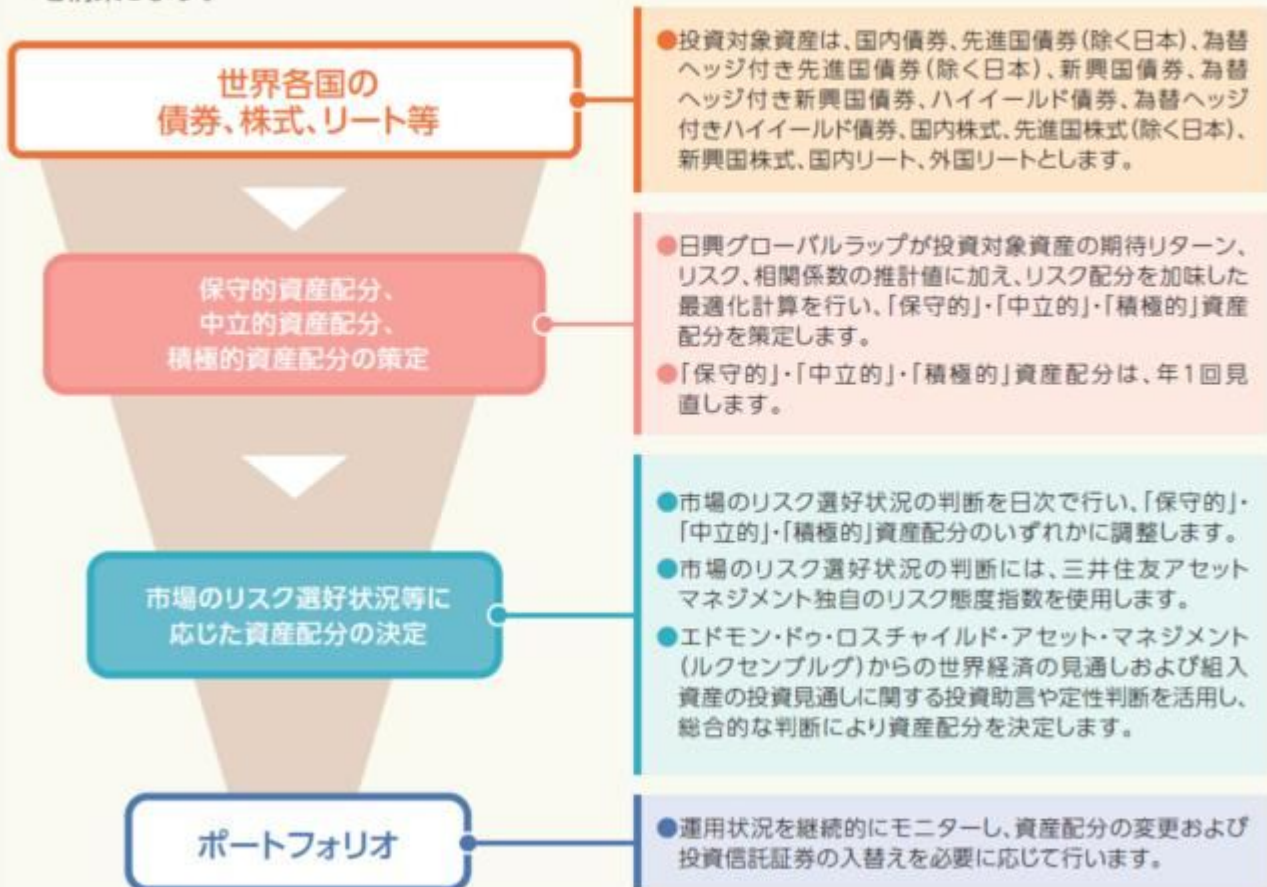 世界各国の
債券、株式、リート等
●投資対象資産は、国内債券、先進国債券(除く日本)、為替
ヘッジ付き先進国債券(除く日本)、新興国債券、為替
ヘッジ付き新興国債券、ハイイールド債券、為替ヘッジ
付きハイイールド債券、国内株式、先進国株式(除く日本)、
新興国株式、国内リート、外国リートとします。
保守的資産配分、
中立的資産配分、
積極的資産配分の策定
●日興グローバルラップが投資対象資産の期待リターン、
リスク、相関係数の推計値に加え、リスク配分を加味した
最適化計算を行い、「保守的」・「中立的」・「積極的」資産
配分を策定します。
●「保守的」・「中立的」・「積極的」資産配分は、年1回見
直します。
市場のリスク選好状況等に
応じた資産配分の決定
●市場のリスク選好状況の判断を日次で行い、「保守的」・
「中立的」・「積極的」資産配分のいずれかに調整します。
●市場のリスク選好状況の判断には、三井住友アセット
マネジメント独自のリスク態度指数を使用します。
●エドモン・ドゥ・ロスチャイルド・アセット・マネジメント
(ルクセンブルグ)からの世界経済の見通しおよび組入
資産の投資見通しに関する投資助言や定性判断を活用し、
総合的な判断により資産配分を決定します。
ポートフォリオ
●運用状況を継続的にモニターし、資産配分の変更および
投資信託証券の入替えを必要に応じて行います。